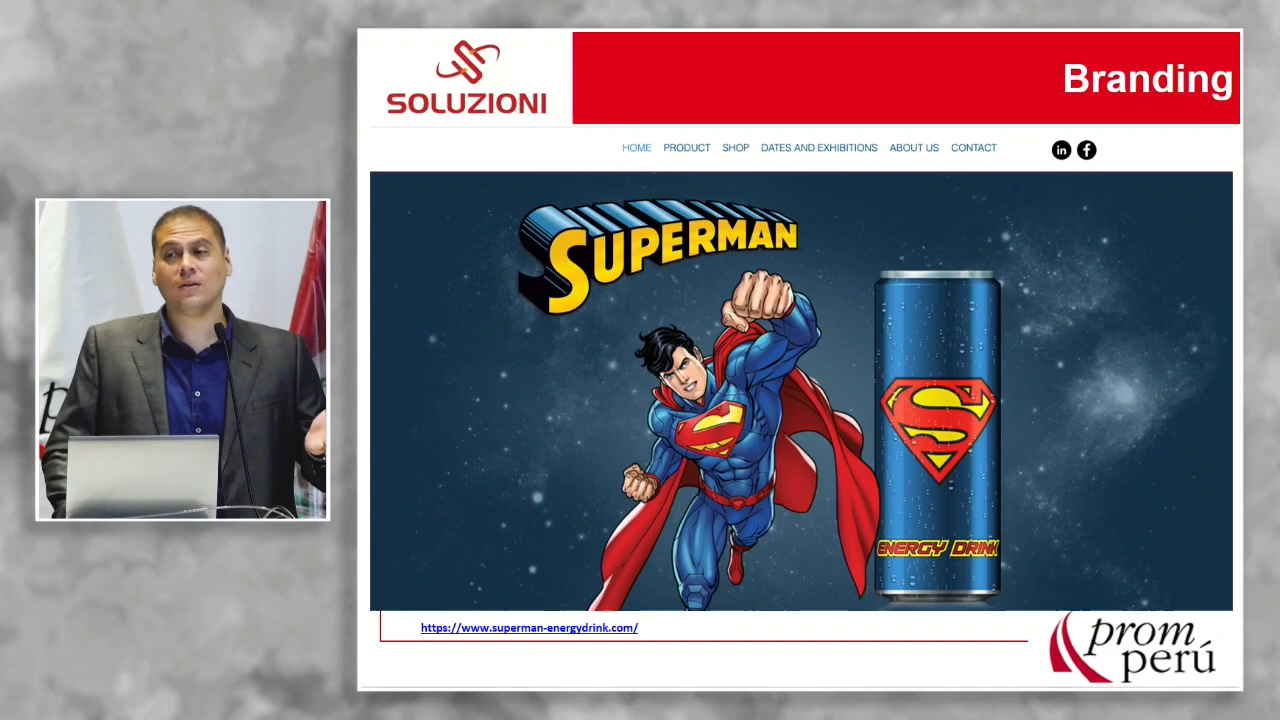 SOLUZIONI
Branding
HOME PRODUCT SHOP DATES AND EXHIBITIONS ABOUT US CONTACT
in f
SUPERMAN
S
ENERGY DRINK
https://www.superman-energydrink.com/
prom
perú